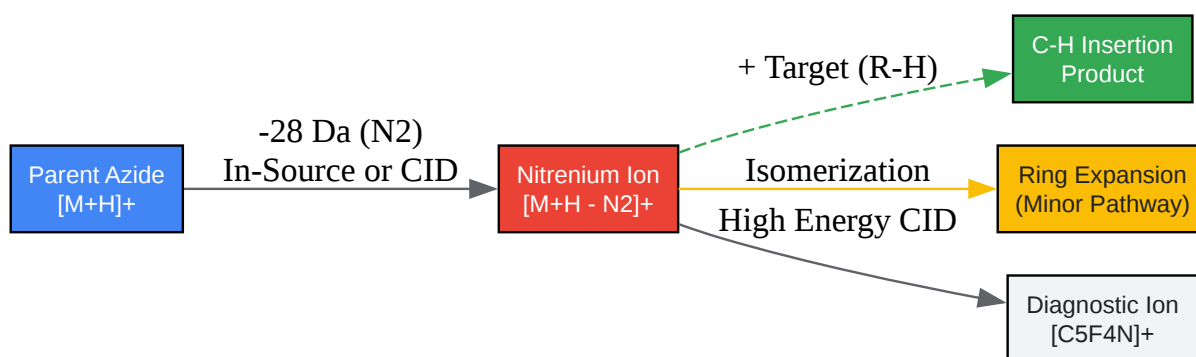 Parent Azide
[M+H]+
-28 Da (N2)
In-Source or CID
Nitrenium Ion
[M+H - N2]+
+ Target (R-H)
C-H Insertion
Product
Isomerization
Ring Expansion
(Minor Pathway)
High Energy CID
Diagnostic Ion
[C5F4N]+